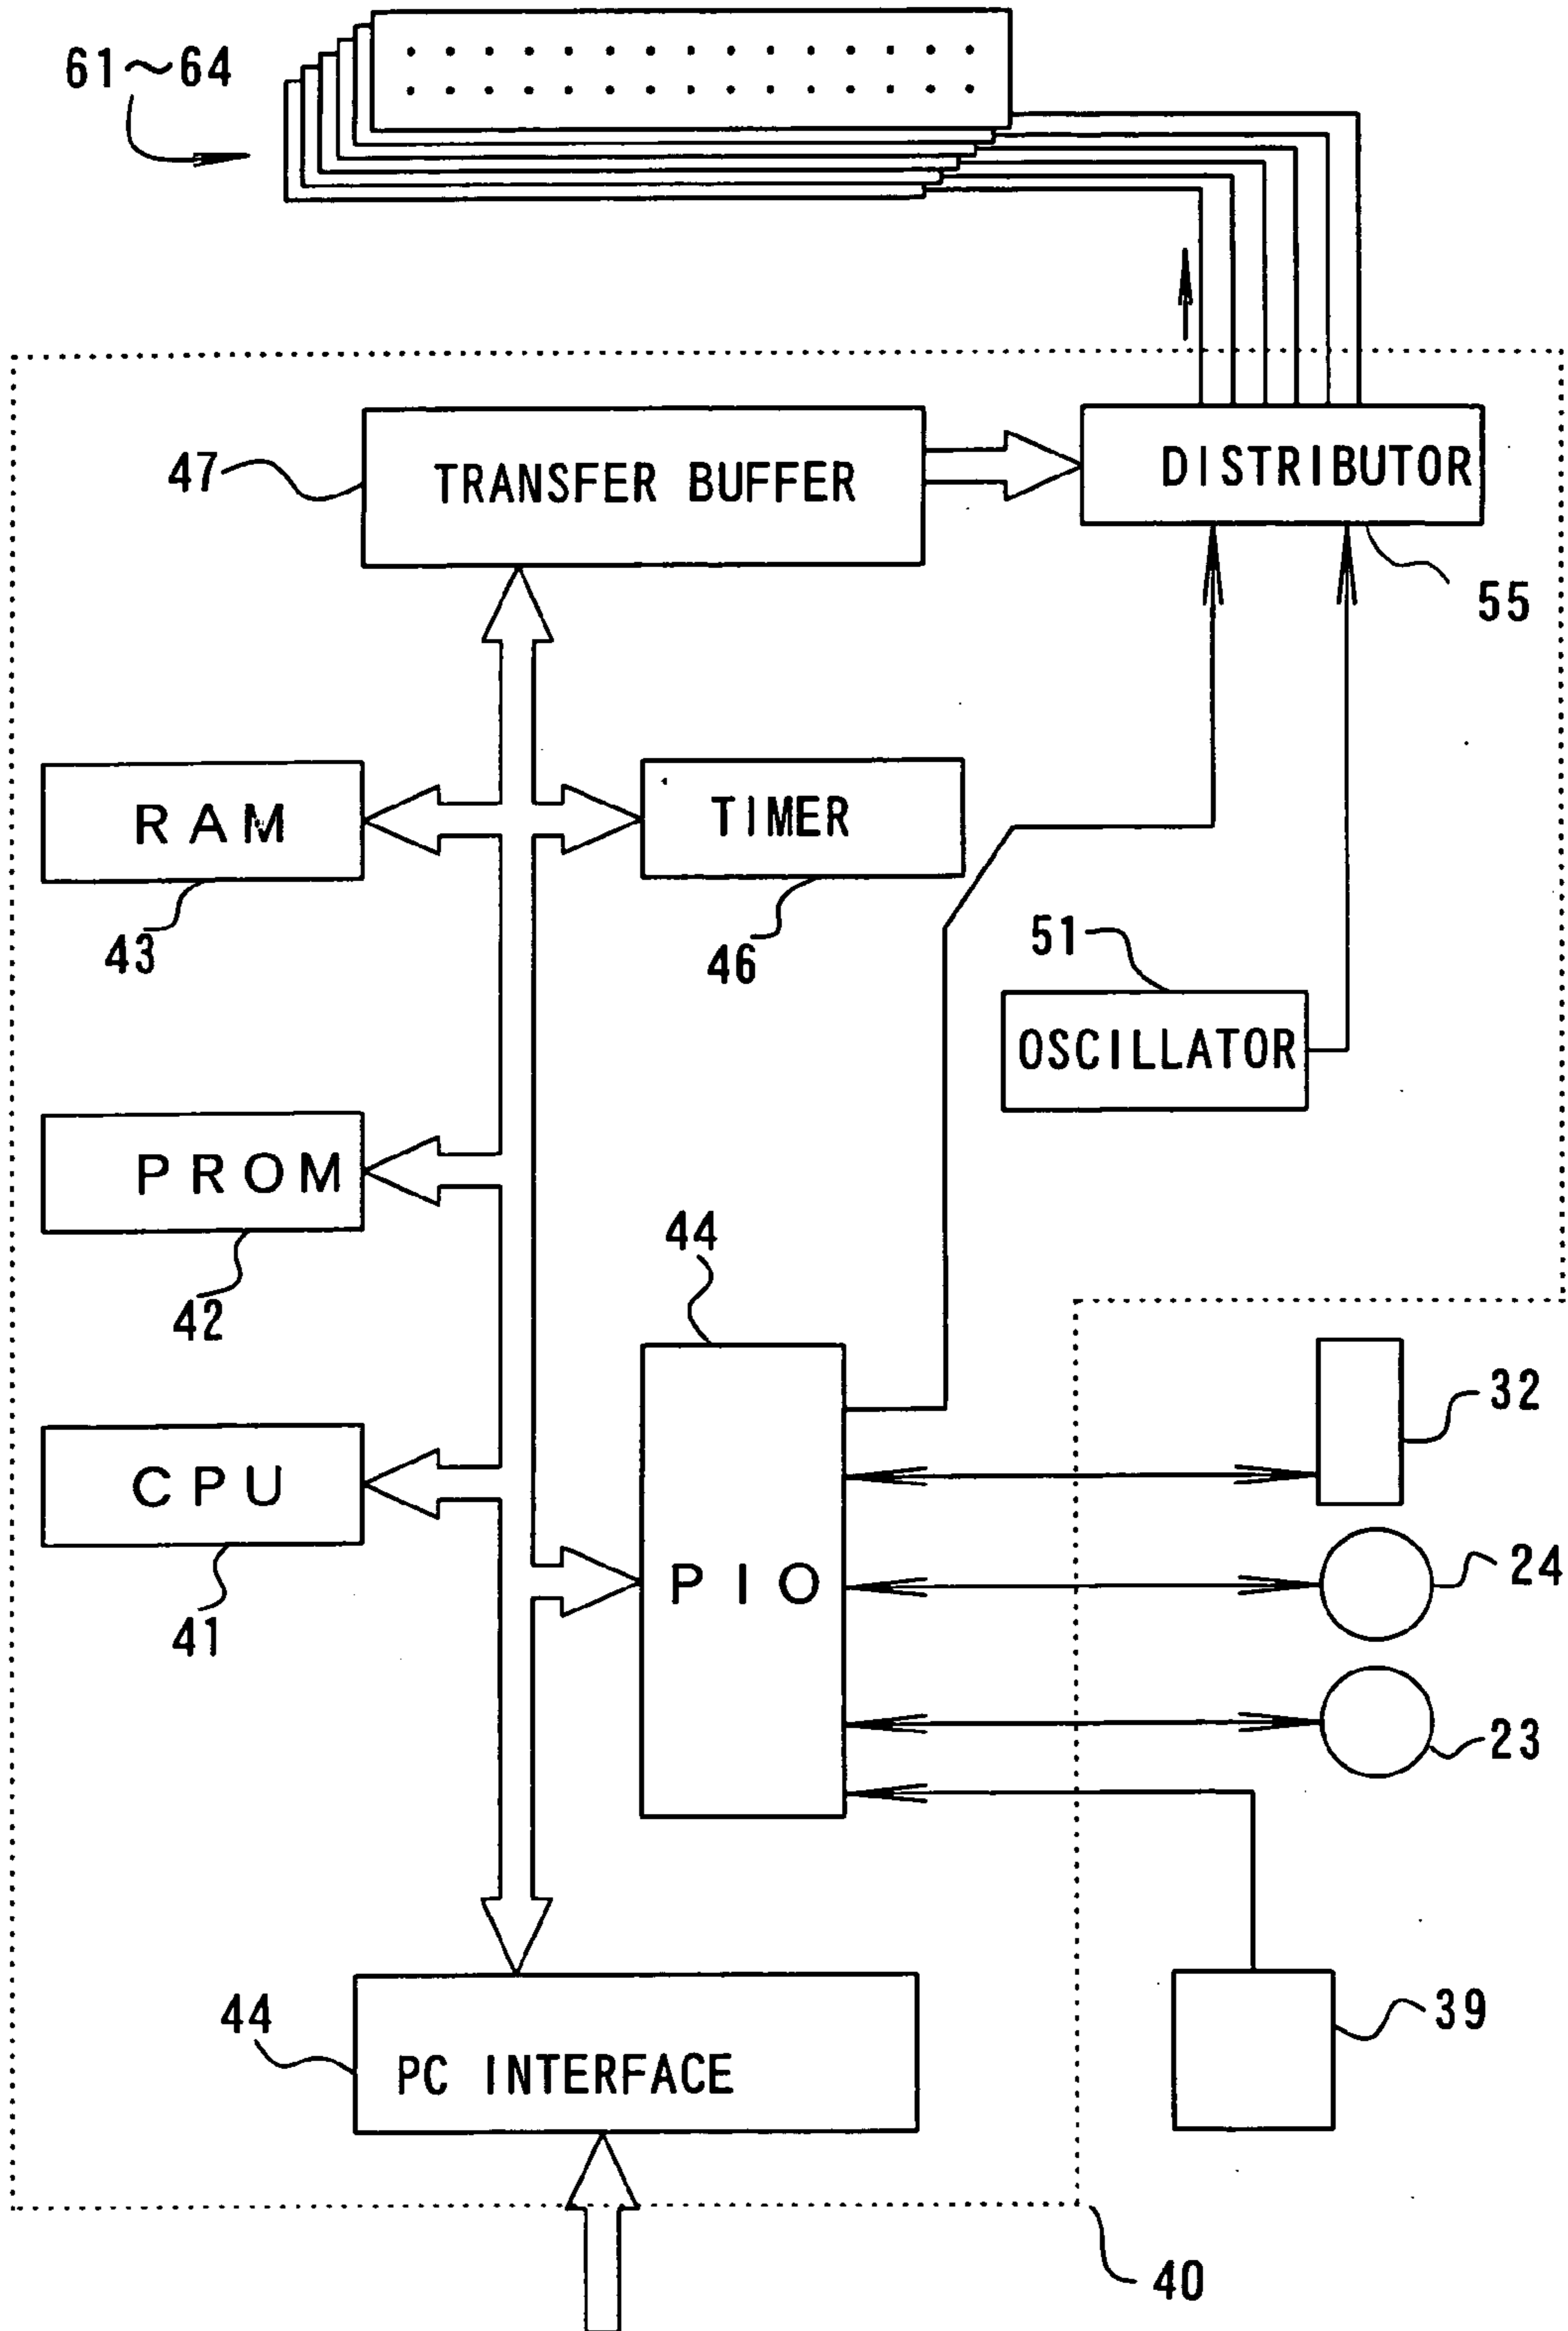 61~64
47
TRANSFER BUFFER
DISTRIBUTOR
55
RAM
TIMER
43
46
51
OSCILLATOR
PROM
42
44
32
CPU
PIO
24
41
23
44
PC INTERFACE
39
40